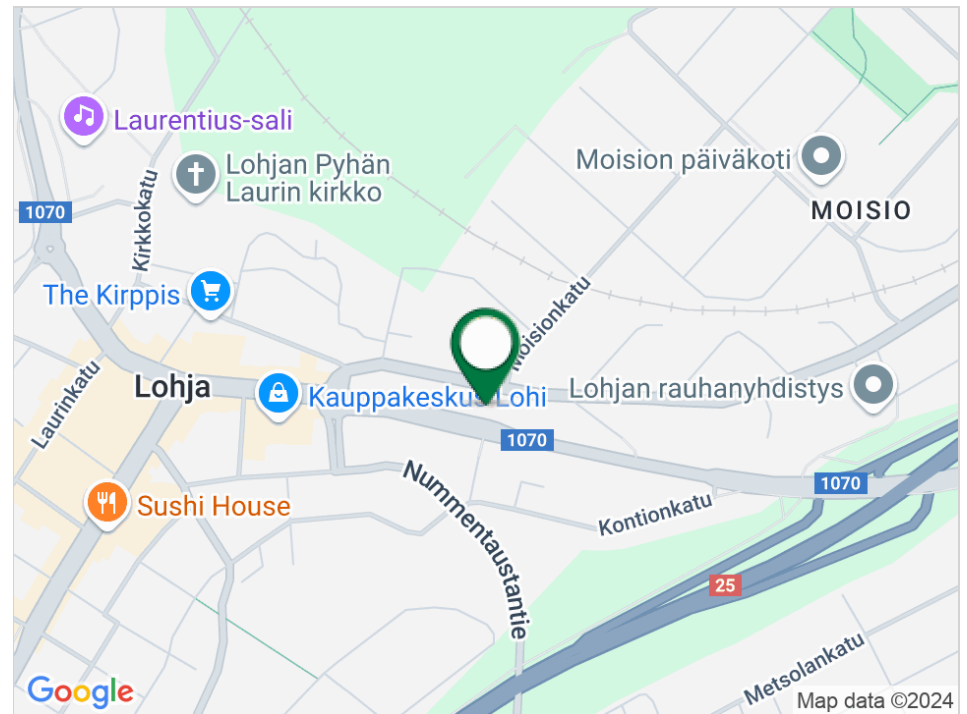 Laurentius-sali
Lohjan Pyhän
Laurin kirkko
Moision päiväkoti
MOISIO
1070
Kirkkokatu
The Kirppis
Moisionkatu
Laurinkatu
Lohja
Kauppakeskus Lohi
Lohjan rauhanyhdistys
1070
1070
Sushi House
Nummentaustantie
Kontionkatu
25
Metsolankatu
Google
Map data ©2024